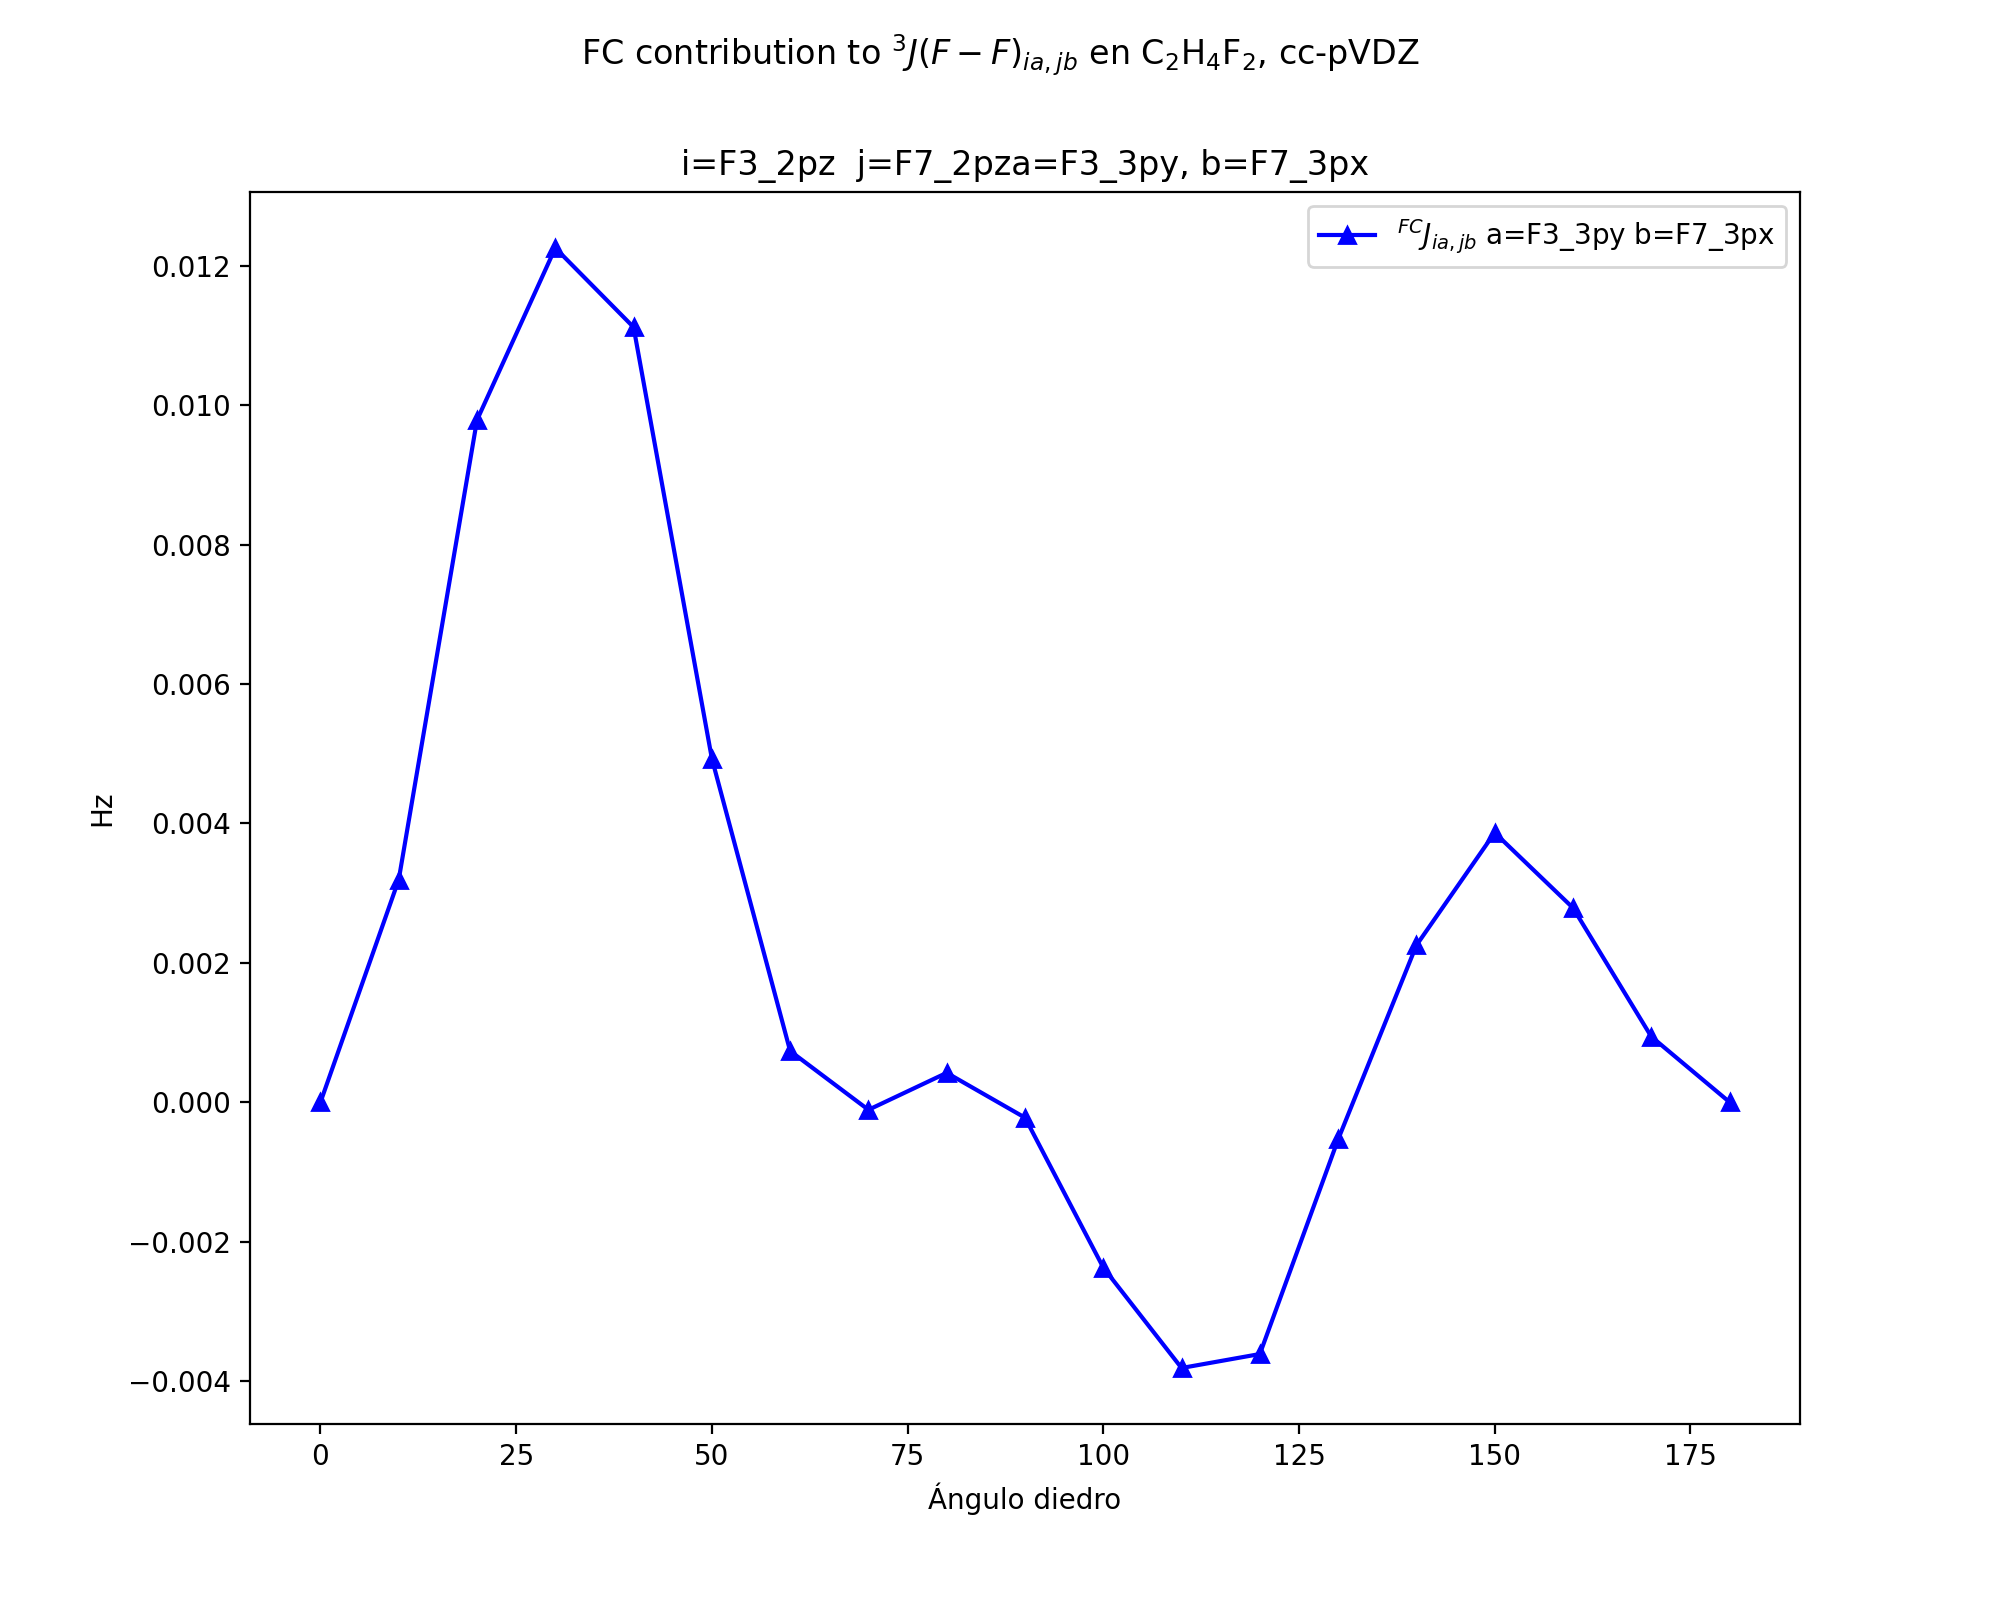 FC contribution to ³J(F − F)ia, jb en C₂H₄F₂, cc-pVDZ
i=F3_2pz  j=F7_2pza=F3_3py, b=F7_3px
FCJia, jb a=F3_3py b=F7_3px
0.012
0.010
0.008
0.006
0.004
0.002
0.000
−0.002
−0.004
Hz
0 25 50 75 100 125 150 175
Ángulo diedro